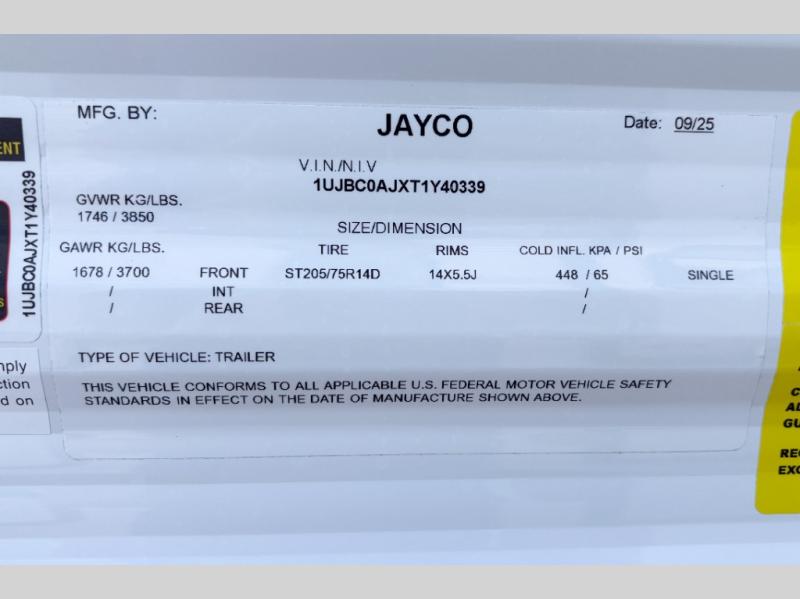 MFG. BY:
JAYCO
Date: 09/25
V.I.N./N.I.V
1UJBC0AJXT1Y40339
GVWR KG/LBS.
1746 / 3850
SIZE/DIMENSION
GAWR KG/LBS. TIRE RIMS COLD INFL. KPA / PSI
1678 / 3700 FRONT ST205/75R14D 14X5.5J 448 / 65 SINGLE
/ INT /
/ REAR /
TYPE OF VEHICLE: TRAILER
THIS VEHICLE CONFORMS TO ALL APPLICABLE U.S. FEDERAL MOTOR VEHICLE SAFETY
STANDARDS IN EFFECT ON THE DATE OF MANUFACTURE SHOWN ABOVE.
1UJBC0AJXT1Y40339
d on